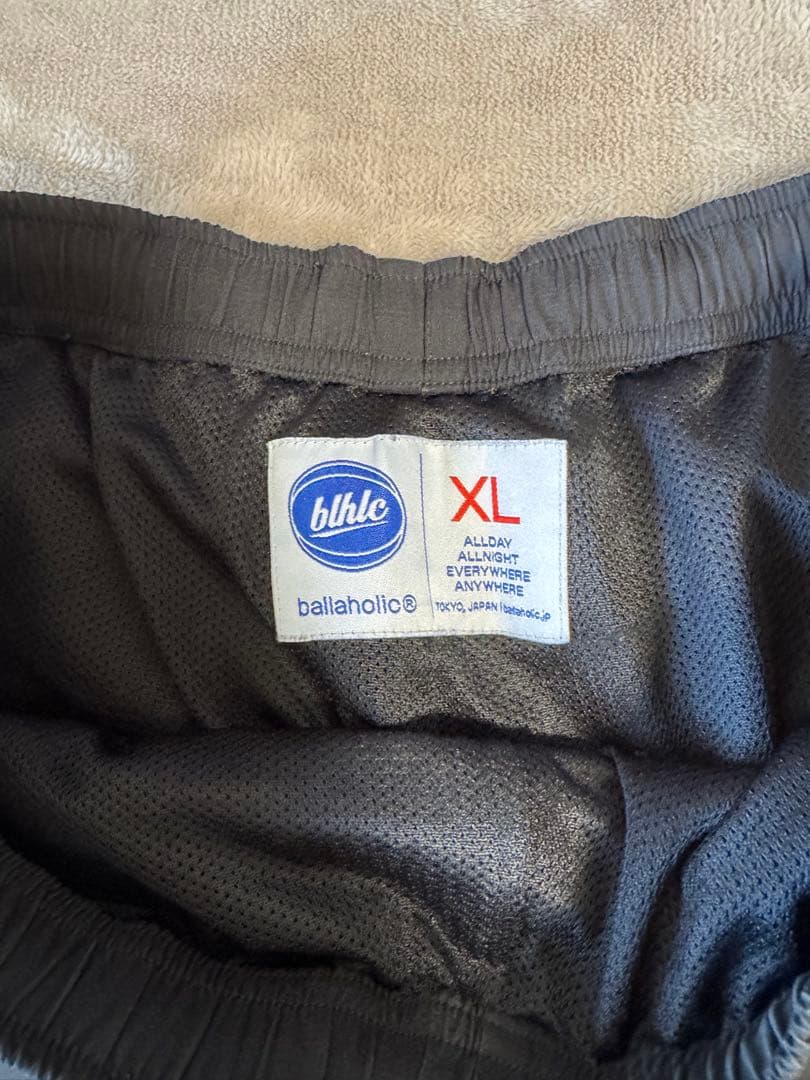 blhlc
ballaholic®
XL
ALLDAY
ALLNIGHT
EVERYWHERE
ANYWHERE
TOKYO, JAPAN | ballaholic.jp